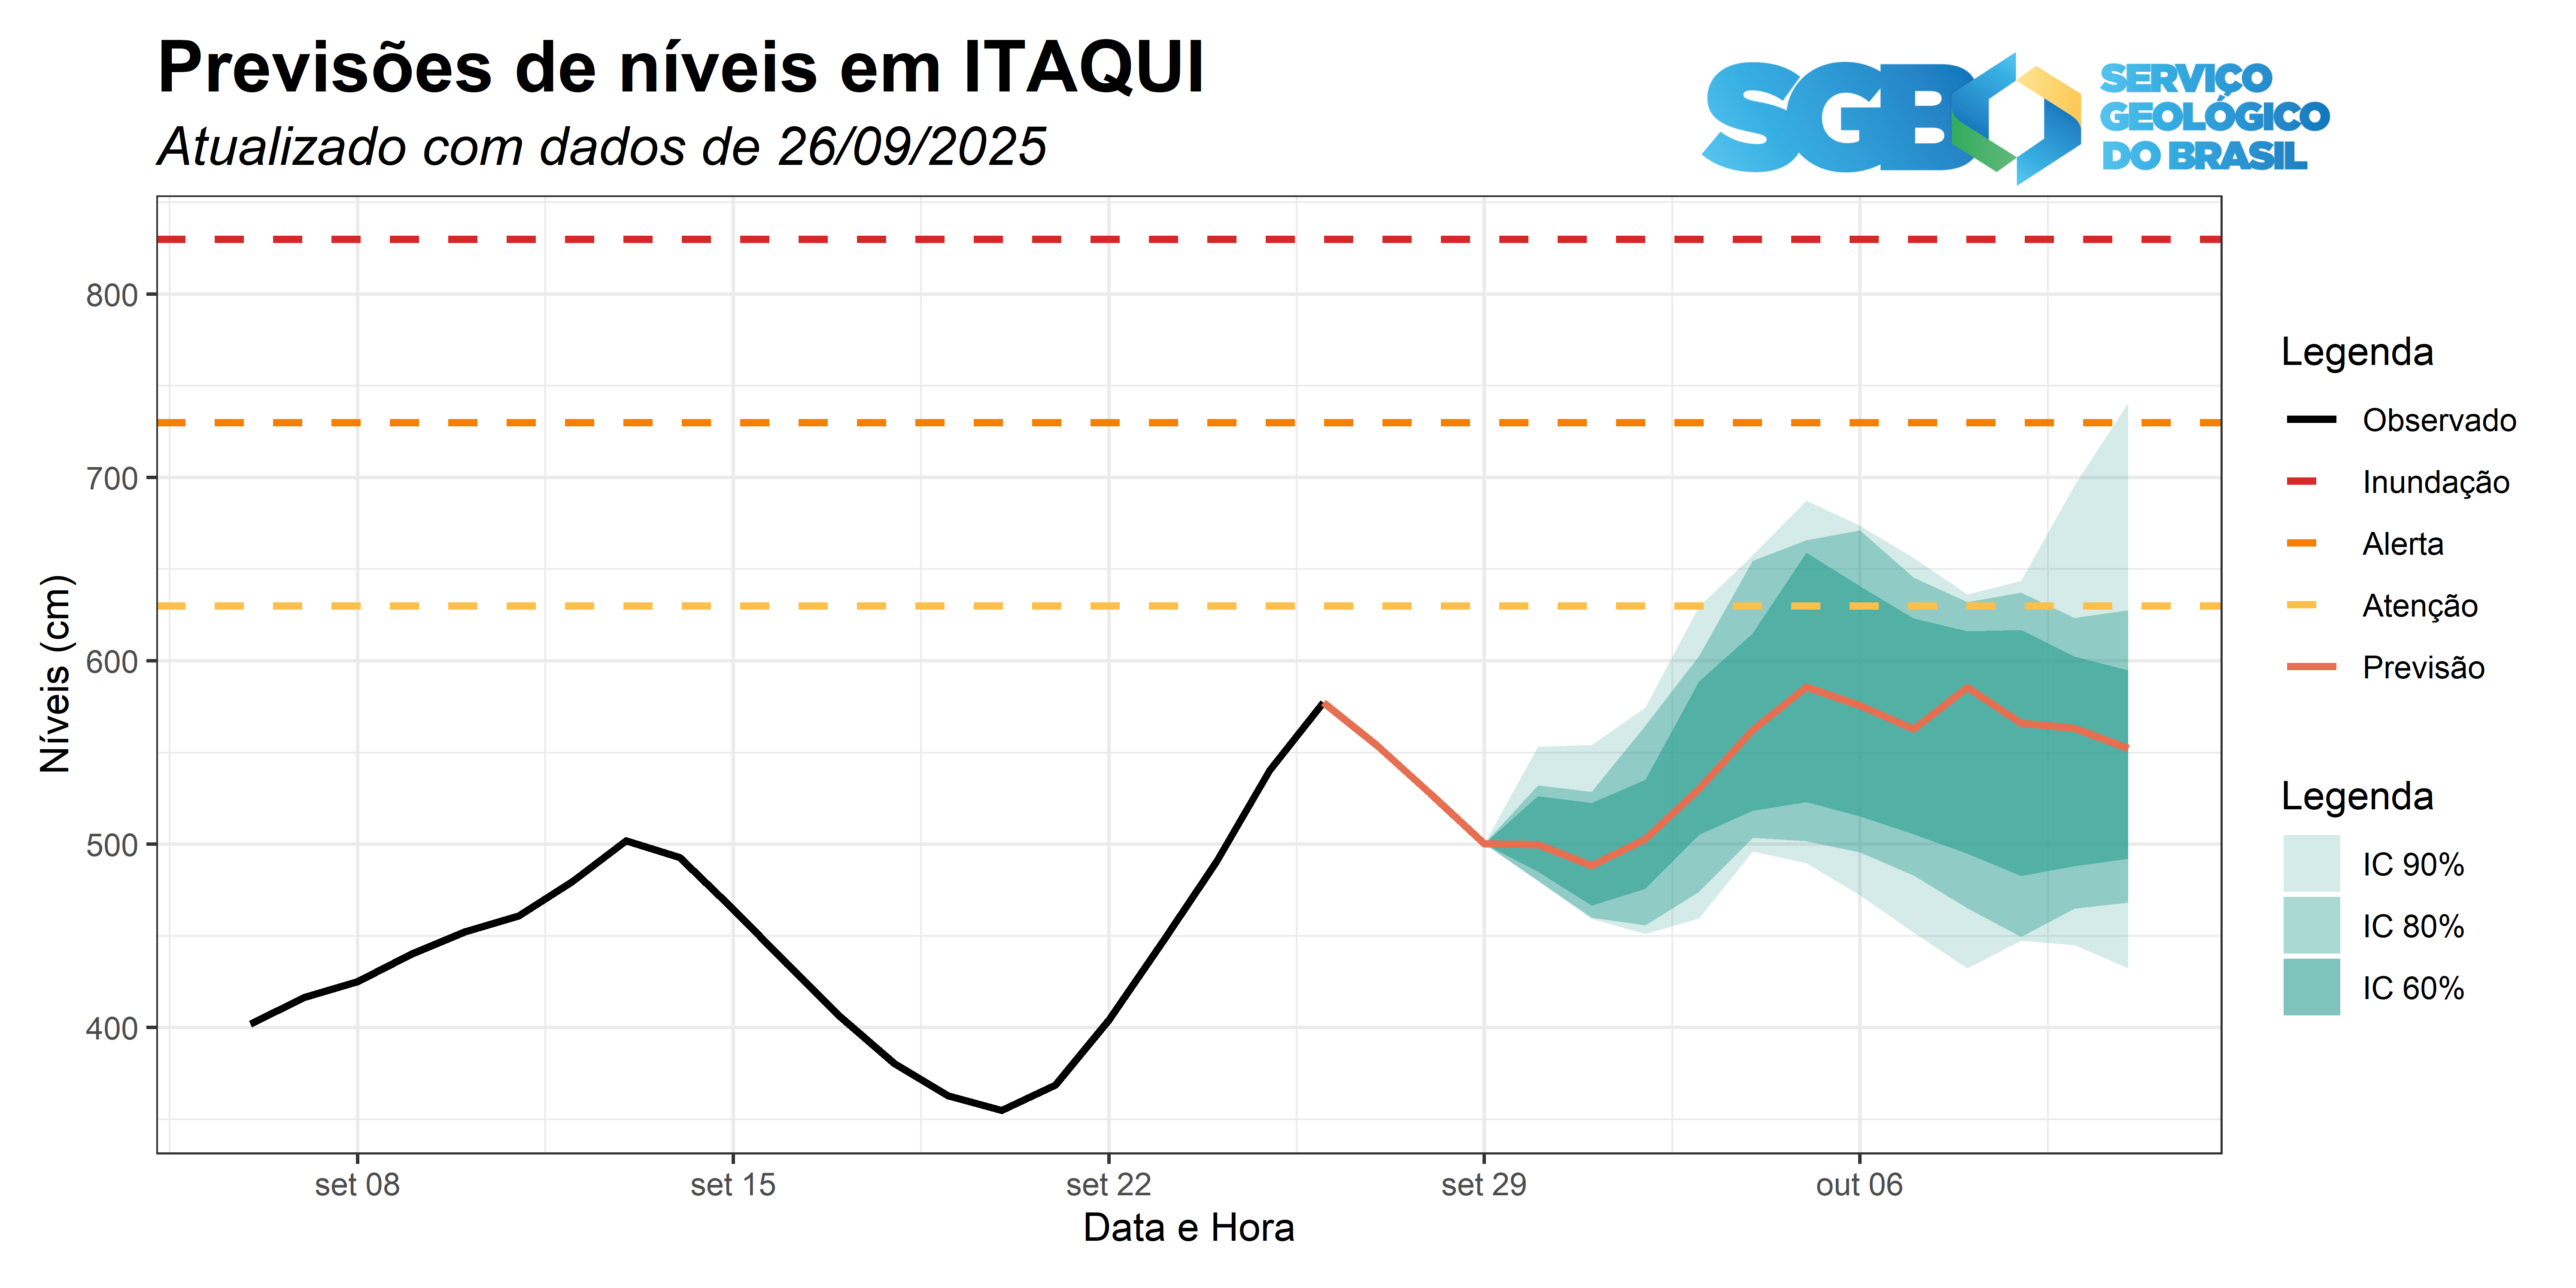 Previsões de níveis em ITAQUI
Atualizado com dados de 26/09/2025
SGB
SERVIÇO
GEOLÓGICO
DO BRASIL
Níveis (cm)
800
700
600
500
400
set 08
set 15
set 22
set 29
out 06
Data e Hora
Legenda
Observado
Inundação
Alerta
Atenção
Previsão
Legenda
IC 90%
IC 80%
IC 60%